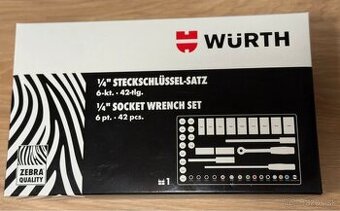 WÜRTH
¼" STECKSCHLÜSSEL-SATZ
6-kt. · 42-tlg.
¼" SOCKET WRENCH SET
6 pt. · 42 pcs.
ZEBRA
QUALITY
1